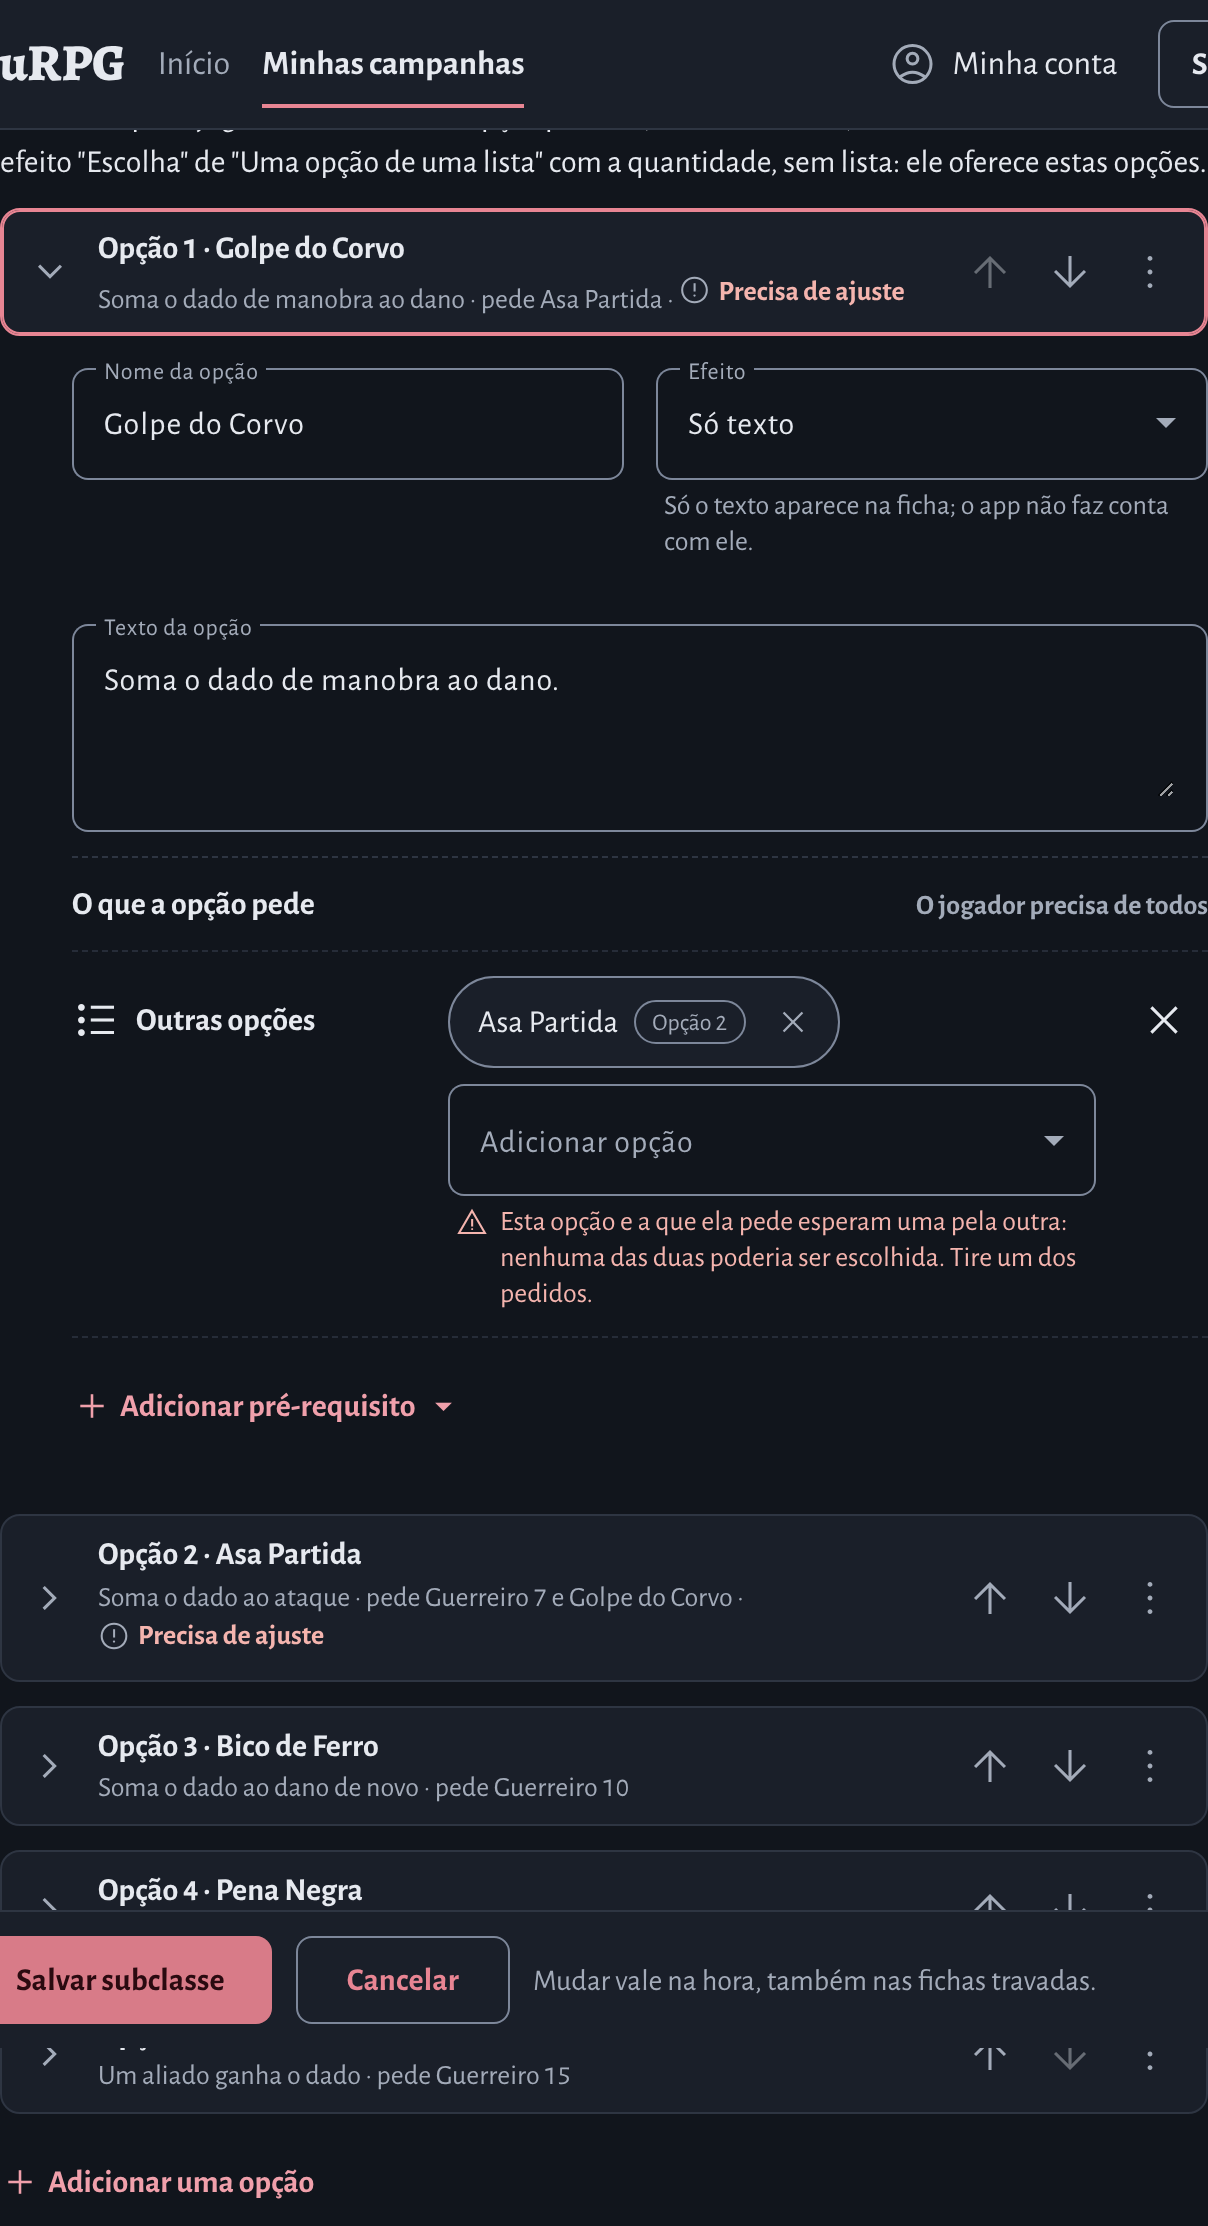 uRPG Início Minhas campanhas Minha conta S
efeito "Escolha" de "Uma opção de uma lista" com a quantidade, sem lista: ele oferece estas opções.
Opção 1 · Golpe do Corvo
Soma o dado de manobra ao dano · pede Asa Partida · Precisa de ajuste
Nome da opção
Golpe do Corvo
Efeito
Só texto
Só o texto aparece na ficha; o app não faz conta
com ele.
Texto da opção
Soma o dado de manobra ao dano.
O que a opção pede
O jogador precisa de todos
Outras opções
Asa Partida Opção 2
Adicionar opção
Esta opção e a que ela pede esperam uma pela outra:
nenhuma das duas poderia ser escolhida. Tire um dos
pedidos.
Adicionar pré-requisito
Opção 2 · Asa Partida
Soma o dado ao ataque · pede Guerreiro 7 e Golpe do Corvo ·
Precisa de ajuste
Opção 3 · Bico de Ferro
Soma o dado ao dano de novo · pede Guerreiro 10
Opção 4 · Pena Negra
Salvar subclasse Cancelar Mudar vale na hora, também nas fichas travadas.
Um aliado ganha o dado · pede Guerreiro 15
Adicionar uma opção